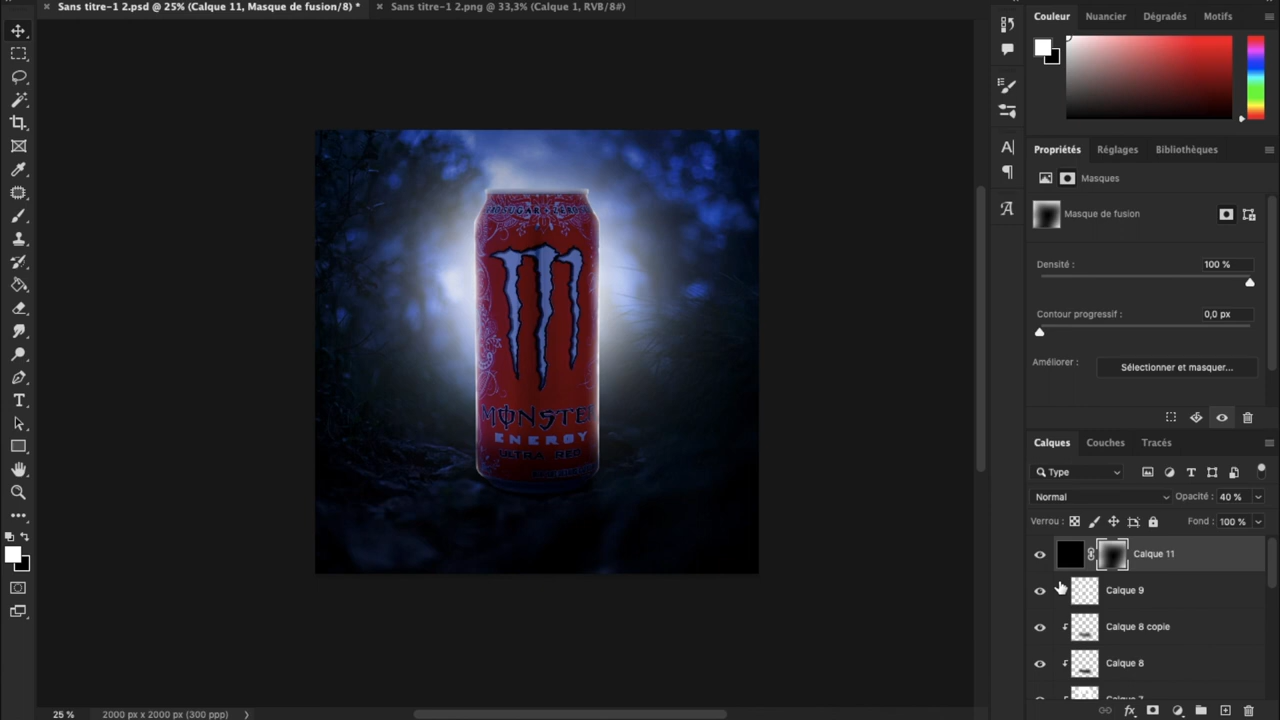 Sans titre-1 2.psd @ 25% (Calque 11, Masque de fusion/8) *
Sans titre-1 2.png @ 33,3% (Calque 1, RVB/8#)
Couleur
Nuancier
Dégradés
Motifs
Propriétés
Réglages
Bibliothèques
Masques
Masque de fusion
Densité :
100 %
Contour progressif :
0,0 px
Améliorer :
Sélectionner et masquer...
Calques
Couches
Tracés
Type
Normal
Opacité :
40 %
Verrou :
Fond :
100 %
Calque 11
Calque 9
Calque 8 copie
Calque 8
Calque 7
MONSTER
ENERGY
ULTRA RED
25 %
2000 px x 2000 px (300 ppp)